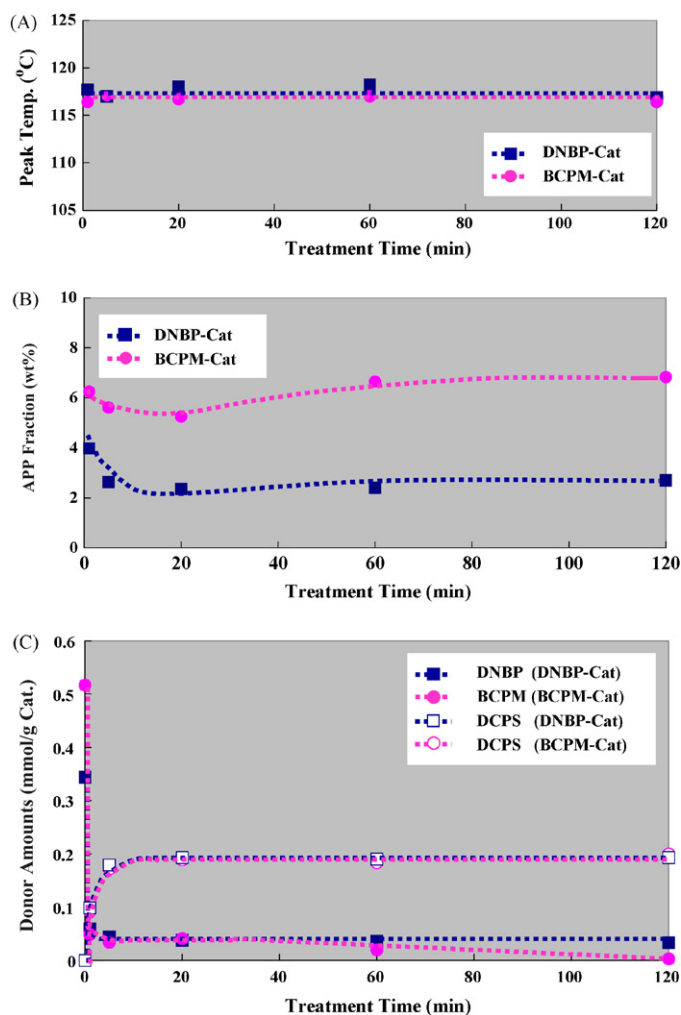 (A)
125
120
115
110
105
Peak Temp. (⁰C)
DNBP-Cat
BCPM-Cat
0 20 40 60 80 100 120
Treatment Time (min)
(B)
10
8
6
4
2
0
APP Fraction (wt%)
DNBP-Cat
BCPM-Cat
0 20 40 60 80 100 120
Treatment Time (min)
(C)
0.6
0.5
0.4
0.3
0.2
0.1
0
Donor Amounts (mmol/g Cat.)
DNBP (DNBP-Cat)
BCPM (BCPM-Cat)
DCPS (DNBP-Cat)
DCPS (BCPM-Cat)
0 20 40 60 80 100 120
Treatment Time (min)